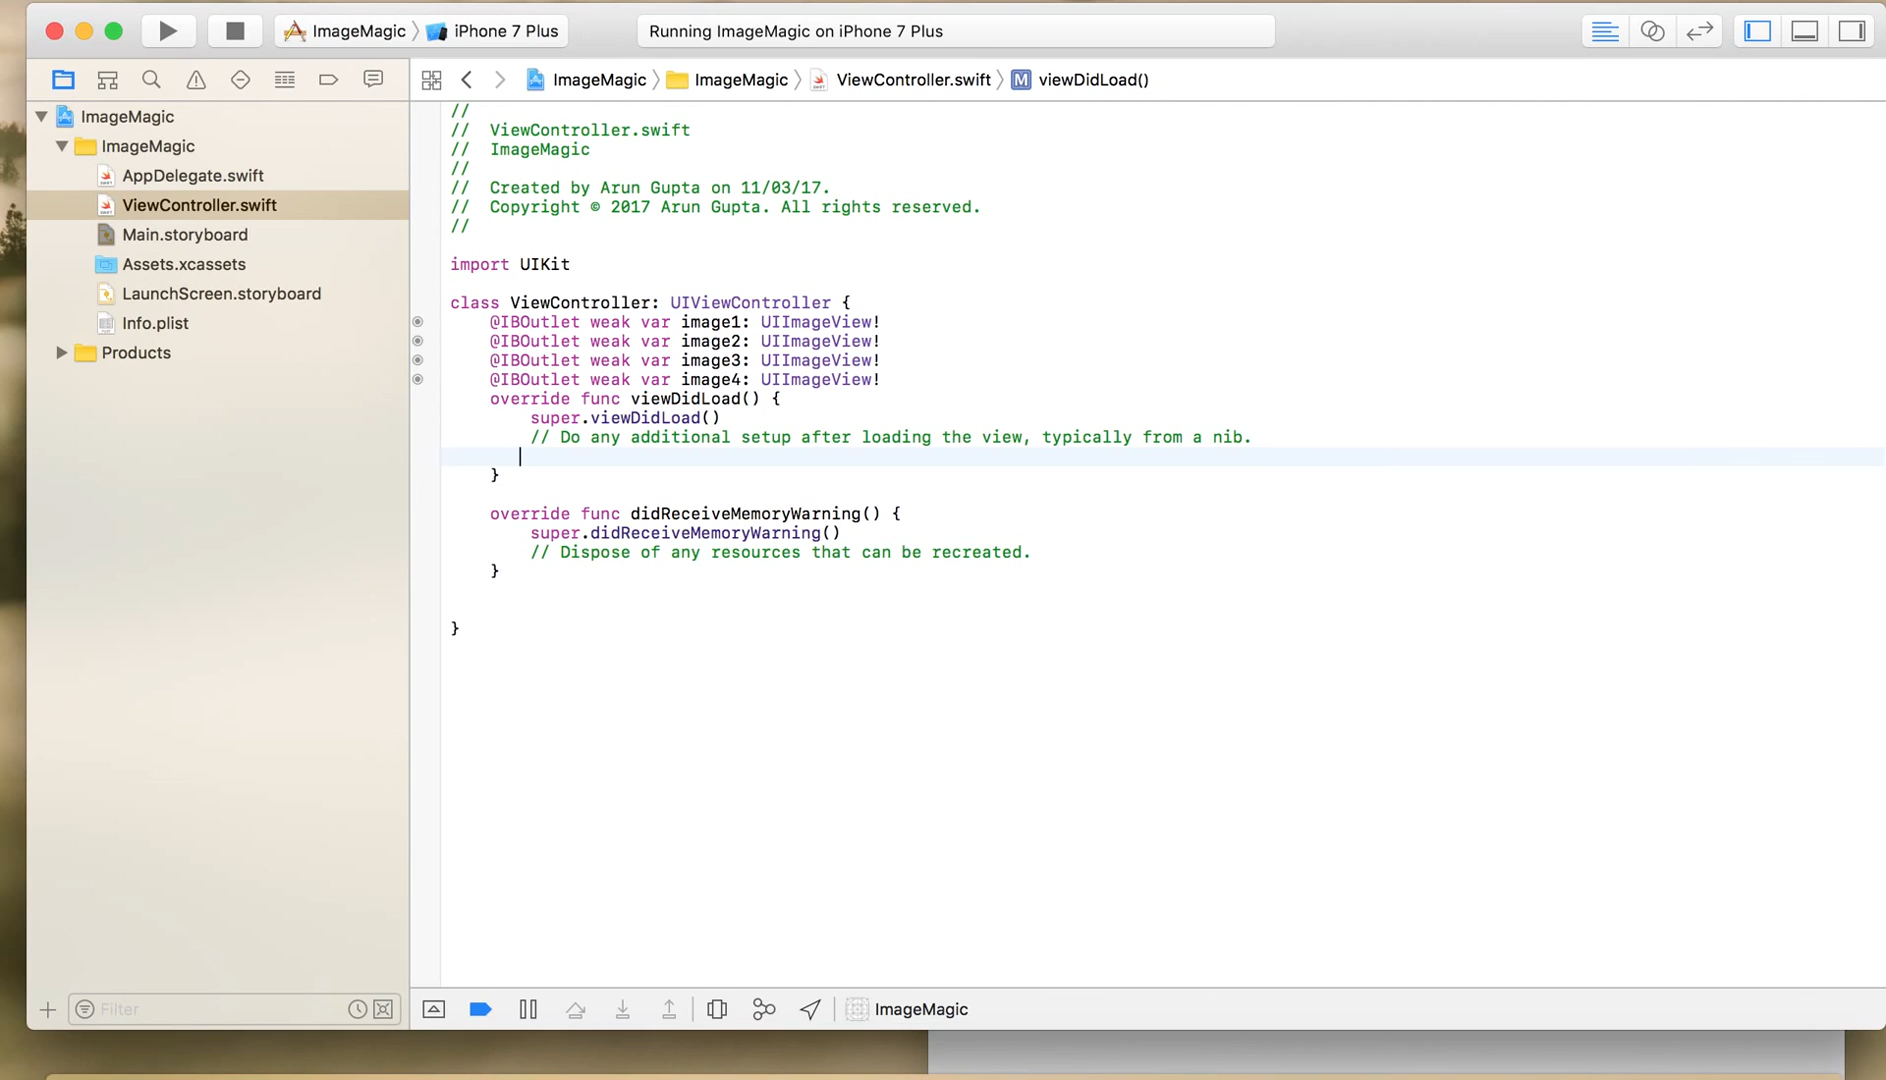 ImageMagic iPhone 7 Plus
Running ImageMagic on iPhone 7 Plus
ImageMagic ImageMagic ViewController.swift M viewDidLoad()
ImageMagic
ImageMagic
AppDelegate.swift
ViewController.swift
Main.storyboard
Assets.xcassets
LaunchScreen.storyboard
Info.plist
Products
//
// ViewController.swift
// ImageMagic
//
// Created by Arun Gupta on 11/03/17.
// Copyright © 2017 Arun Gupta. All rights reserved.
//
import UIKit
class ViewController: UIViewController {
@IBOutlet weak var image1: UIImageView!
@IBOutlet weak var image2: UIImageView!
@IBOutlet weak var image3: UIImageView!
@IBOutlet weak var image4: UIImageView!
override func viewDidLoad() {
super.viewDidLoad()
// Do any additional setup after loading the view, typically from a nib.
}
override func didReceiveMemoryWarning() {
super.didReceiveMemoryWarning()
// Dispose of any resources that can be recreated.
}
}
Filter
ImageMagic